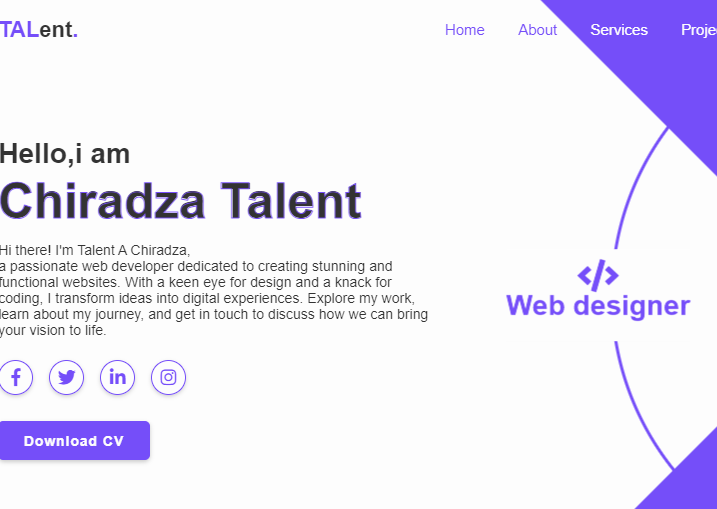 TALent.
Home About Services Projec
Hello,i am
Chiradza Talent
Hi there! I'm Talent A Chiradza,
a passionate web developer dedicated to creating stunning and
functional websites. With a keen eye for design and a knack for
coding, I transform ideas into digital experiences. Explore my work,
learn about my journey, and get in touch to discuss how we can bring
your vision to life.
</>
Web designer
Download CV